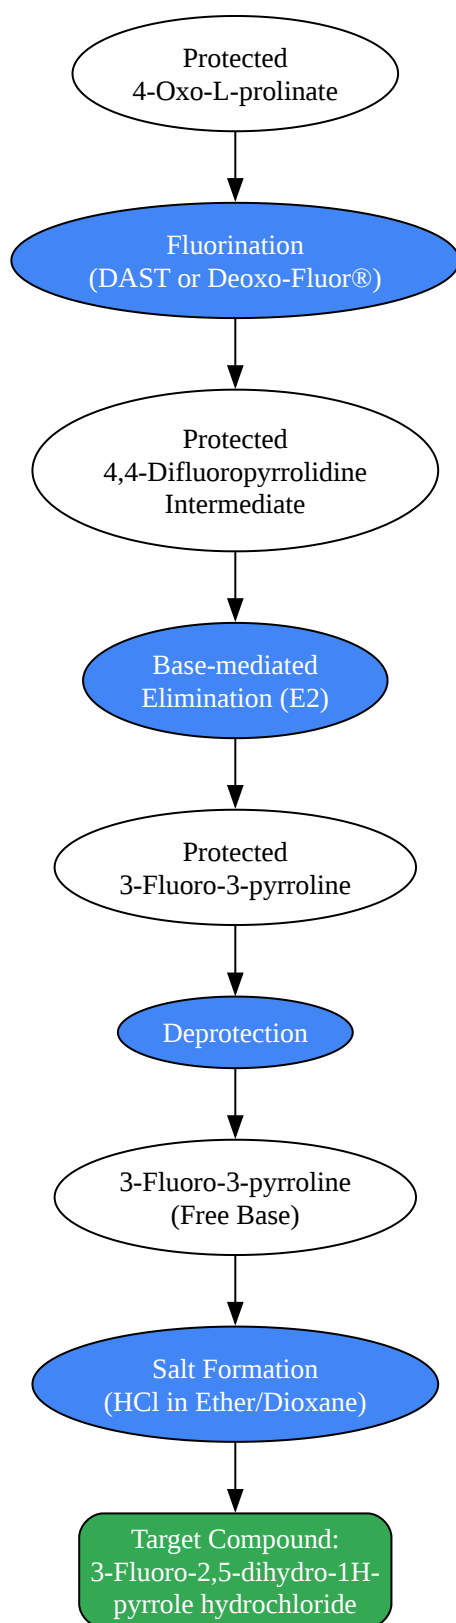 Protected
4-Oxo-L-prolinate
Fluorination
(DAST or Deoxo-Fluor®)
Protected
4,4-Difluoropyrrolidine
Intermediate
Base-mediated
Elimination (E2)
Protected
3-Fluoro-3-pyrroline
Deprotection
3-Fluoro-3-pyrroline
(Free Base)
Salt Formation
(HCl in Ether/Dioxane)
Target Compound:
3-Fluoro-2,5-dihydro-1H-
pyrrole hydrochloride